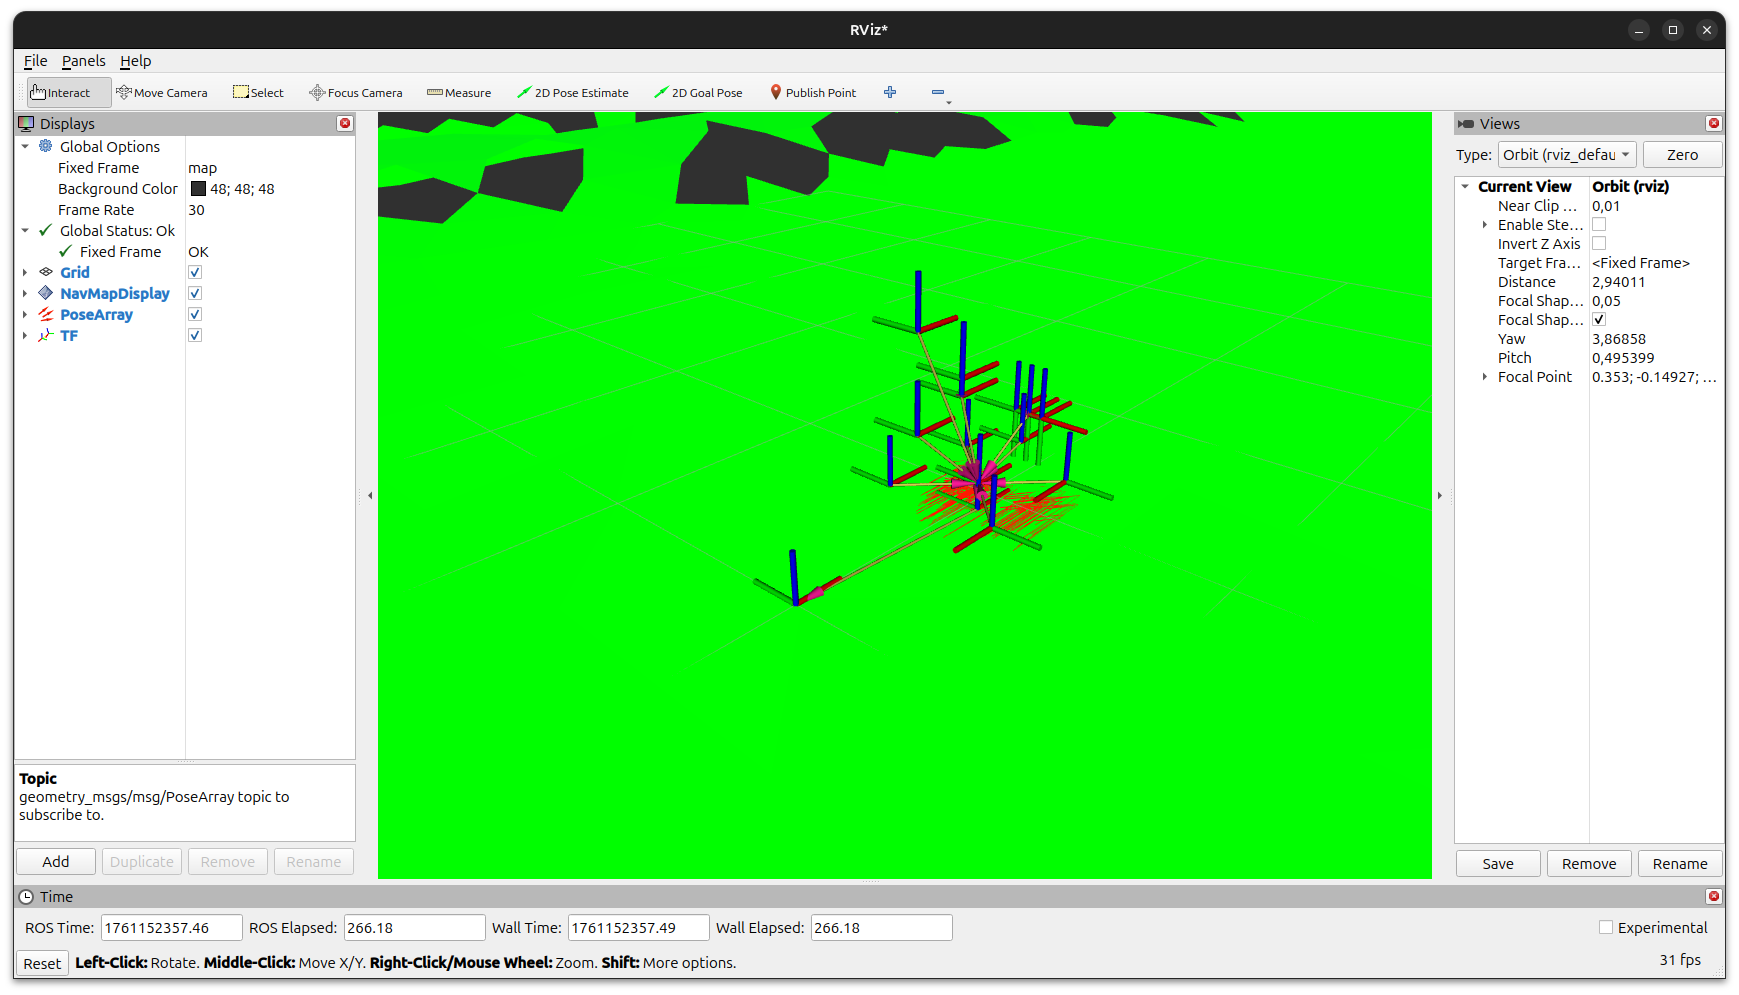 RViz*
File Panels Help
Interact Move Camera Select Focus Camera Measure 2D Pose Estimate 2D Goal Pose Publish Point
Displays
Global Options
Fixed Frame map
Background Color 48; 48; 48
Frame Rate 30
Global Status: Ok
Fixed Frame OK
Grid
NavMapDisplay
PoseArray
TF
Topic
geometry_msgs/msg/PoseArray topic to
subscribe to.
Add Duplicate Remove Rename
Views
Type: Orbit (rviz_defau Zero
Current View Orbit (rviz)
Near Clip … 0,01
Enable Ste…
Invert Z Axis
Target Fra… <Fixed Frame>
Distance 2,94011
Focal Shap… 0,05
Focal Shap…
Yaw 3,86858
Pitch 0,495399
Focal Point 0.353; -0.14927; …
Save Remove Rename
Time
ROS Time: 1761152357.46 ROS Elapsed: 266.18 Wall Time: 1761152357.49 Wall Elapsed: 266.18 Experimental
Reset Left-Click: Rotate. Middle-Click: Move X/Y. Right-Click/Mouse Wheel: Zoom. Shift: More options. 31 fps